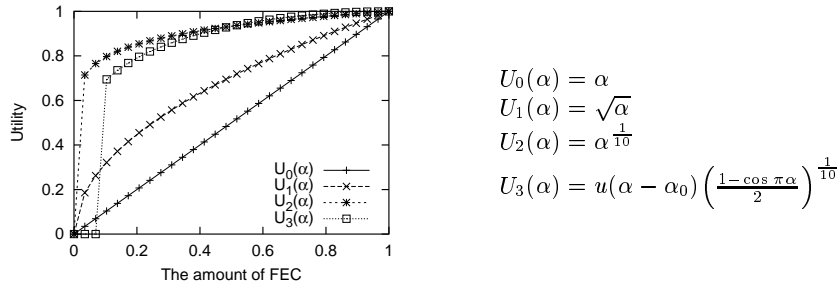 1
0.8
0.6
0.4
0.2
0
Utility
U0(α)
U1(α)
U2(α)
U3(α)
0 0.2 0.4 0.6 0.8 1
The amount of FEC
U0(α) = α
U1(α) = √α
U2(α) = α^(1/10)
U3(α) = u(α − α0) ((1−cos πα)/2)^(1/10)